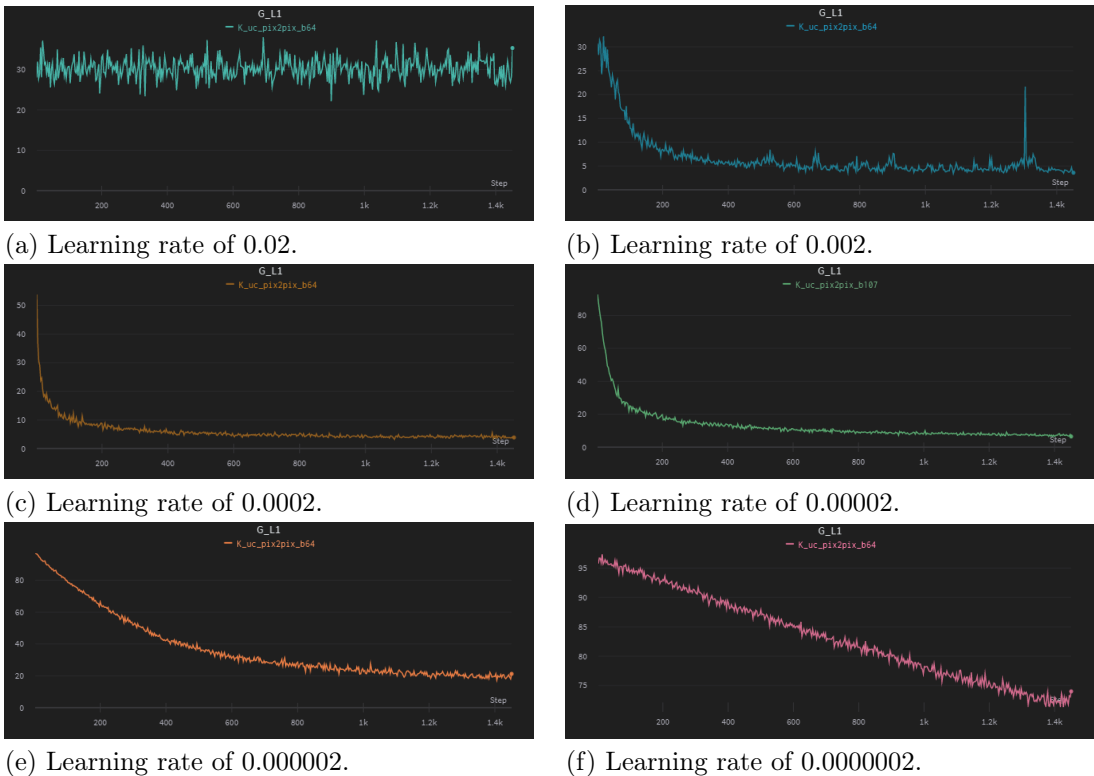 G_L1
K_uc_pix2pix_b64
30
20
10
0
Step
200 400 600 800 1k 1.2k 1.4k
(a) Learning rate of 0.02.
G_L1
K_uc_pix2pix_b64
30
25
20
15
10
5
0
Step
200 400 600 800 1k 1.2k 1.4k
(b) Learning rate of 0.002.
G_L1
K_uc_pix2pix_b64
50
40
30
20
10
0
Step
200 400 600 800 1k 1.2k 1.4k
(c) Learning rate of 0.0002.
G_L1
K_uc_pix2pix_b107
80
60
40
20
0
Step
200 400 600 800 1k 1.2k 1.4k
(d) Learning rate of 0.00002.
G_L1
K_uc_pix2pix_b64
80
60
40
20
0
Step
200 400 600 800 1k 1.2k 1.4k
(e) Learning rate of 0.000002.
G_L1
K_uc_pix2pix_b64
95
90
85
80
75
Step
200 400 600 800 1k 1.2k 1.4k
(f) Learning rate of 0.0000002.